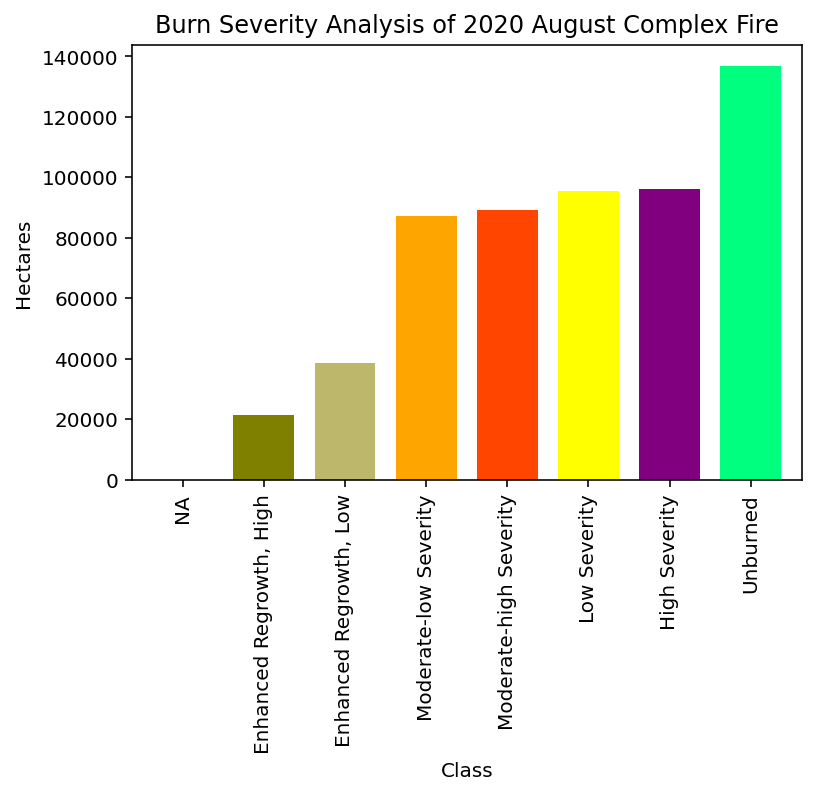 Burn Severity Analysis of 2020 August Complex Fire
140000
120000
100000
80000
60000
40000
20000
0
Hectares
NA
Enhanced Regrowth, High
Enhanced Regrowth, Low
Moderate-low Severity
Moderate-high Severity
Low Severity
High Severity
Unburned
Class